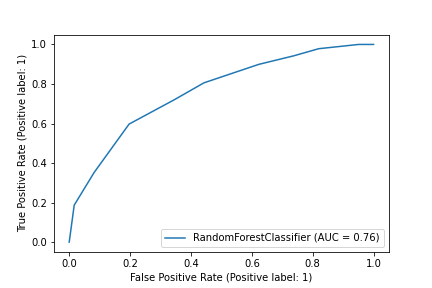 1.0
0.8
0.6
0.4
0.2
0.0
True Positive Rate (Positive label: 1)
RandomForestClassifier (AUC = 0.76)
0.0 0.2 0.4 0.6 0.8 1.0
False Positive Rate (Positive label: 1)